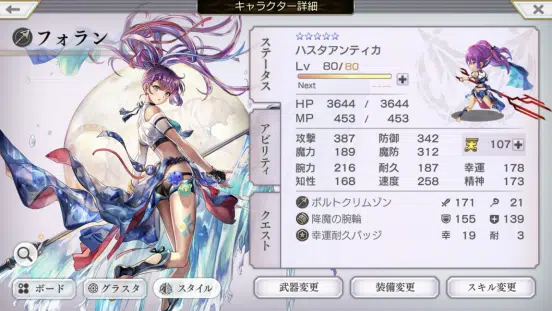 キャラクター詳細
フォラン
ステータス
アビリティ
クエスト
ハスタアンティカ
Lv 80/80
Next
HP 3644 / 3644
MP 453 / 453
攻撃 387 防御 342
魔力 189 魔防 312
107
腕力 216 耐久 187 幸運 178
知性 168 速度 258 精神 173
ボルトクリムゾン 171 21
降魔の腕輪 155 139
幸運耐久バッジ 幸 19 耐 3
ボード
グラスタ
スタイル
武器変更
装備変更
スキル変更